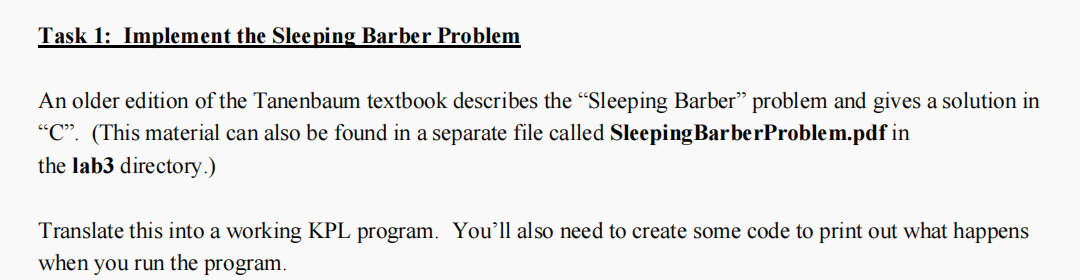 Task 1:  Implement the Sleeping Barber Problem
An older edition of the Tanenbaum textbook describes the “Sleeping Barber” problem and gives a solution in
“C”.  (This material can also be found in a separate file called SleepingBarberProblem.pdf in
the lab3 directory.)
Translate this into a working KPL program.  You’ll also need to create some code to print out what happens
when you run the program.